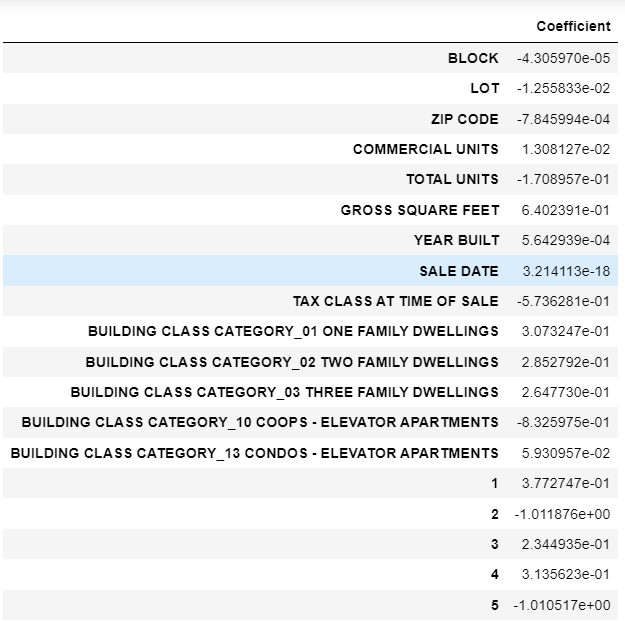 Coefficient
BLOCK -4.305970e-05
LOT -1.255833e-02
ZIP CODE -7.845994e-04
COMMERCIAL UNITS 1.308127e-02
TOTAL UNITS -1.708957e-01
GROSS SQUARE FEET 6.402391e-01
YEAR BUILT 5.642939e-04
SALE DATE 3.214113e-18
TAX CLASS AT TIME OF SALE -5.736281e-01
BUILDING CLASS CATEGORY_01 ONE FAMILY DWELLINGS 3.073247e-01
BUILDING CLASS CATEGORY_02 TWO FAMILY DWELLINGS 2.852792e-01
BUILDING CLASS CATEGORY_03 THREE FAMILY DWELLINGS 2.647730e-01
BUILDING CLASS CATEGORY_10 COOPS - ELEVATOR APARTMENTS -8.325975e-01
BUILDING CLASS CATEGORY_13 CONDOS - ELEVATOR APARTMENTS 5.930957e-02
1 3.772747e-01
2 -1.011876e+00
3 2.344935e-01
4 3.135623e-01
5 -1.010517e+00